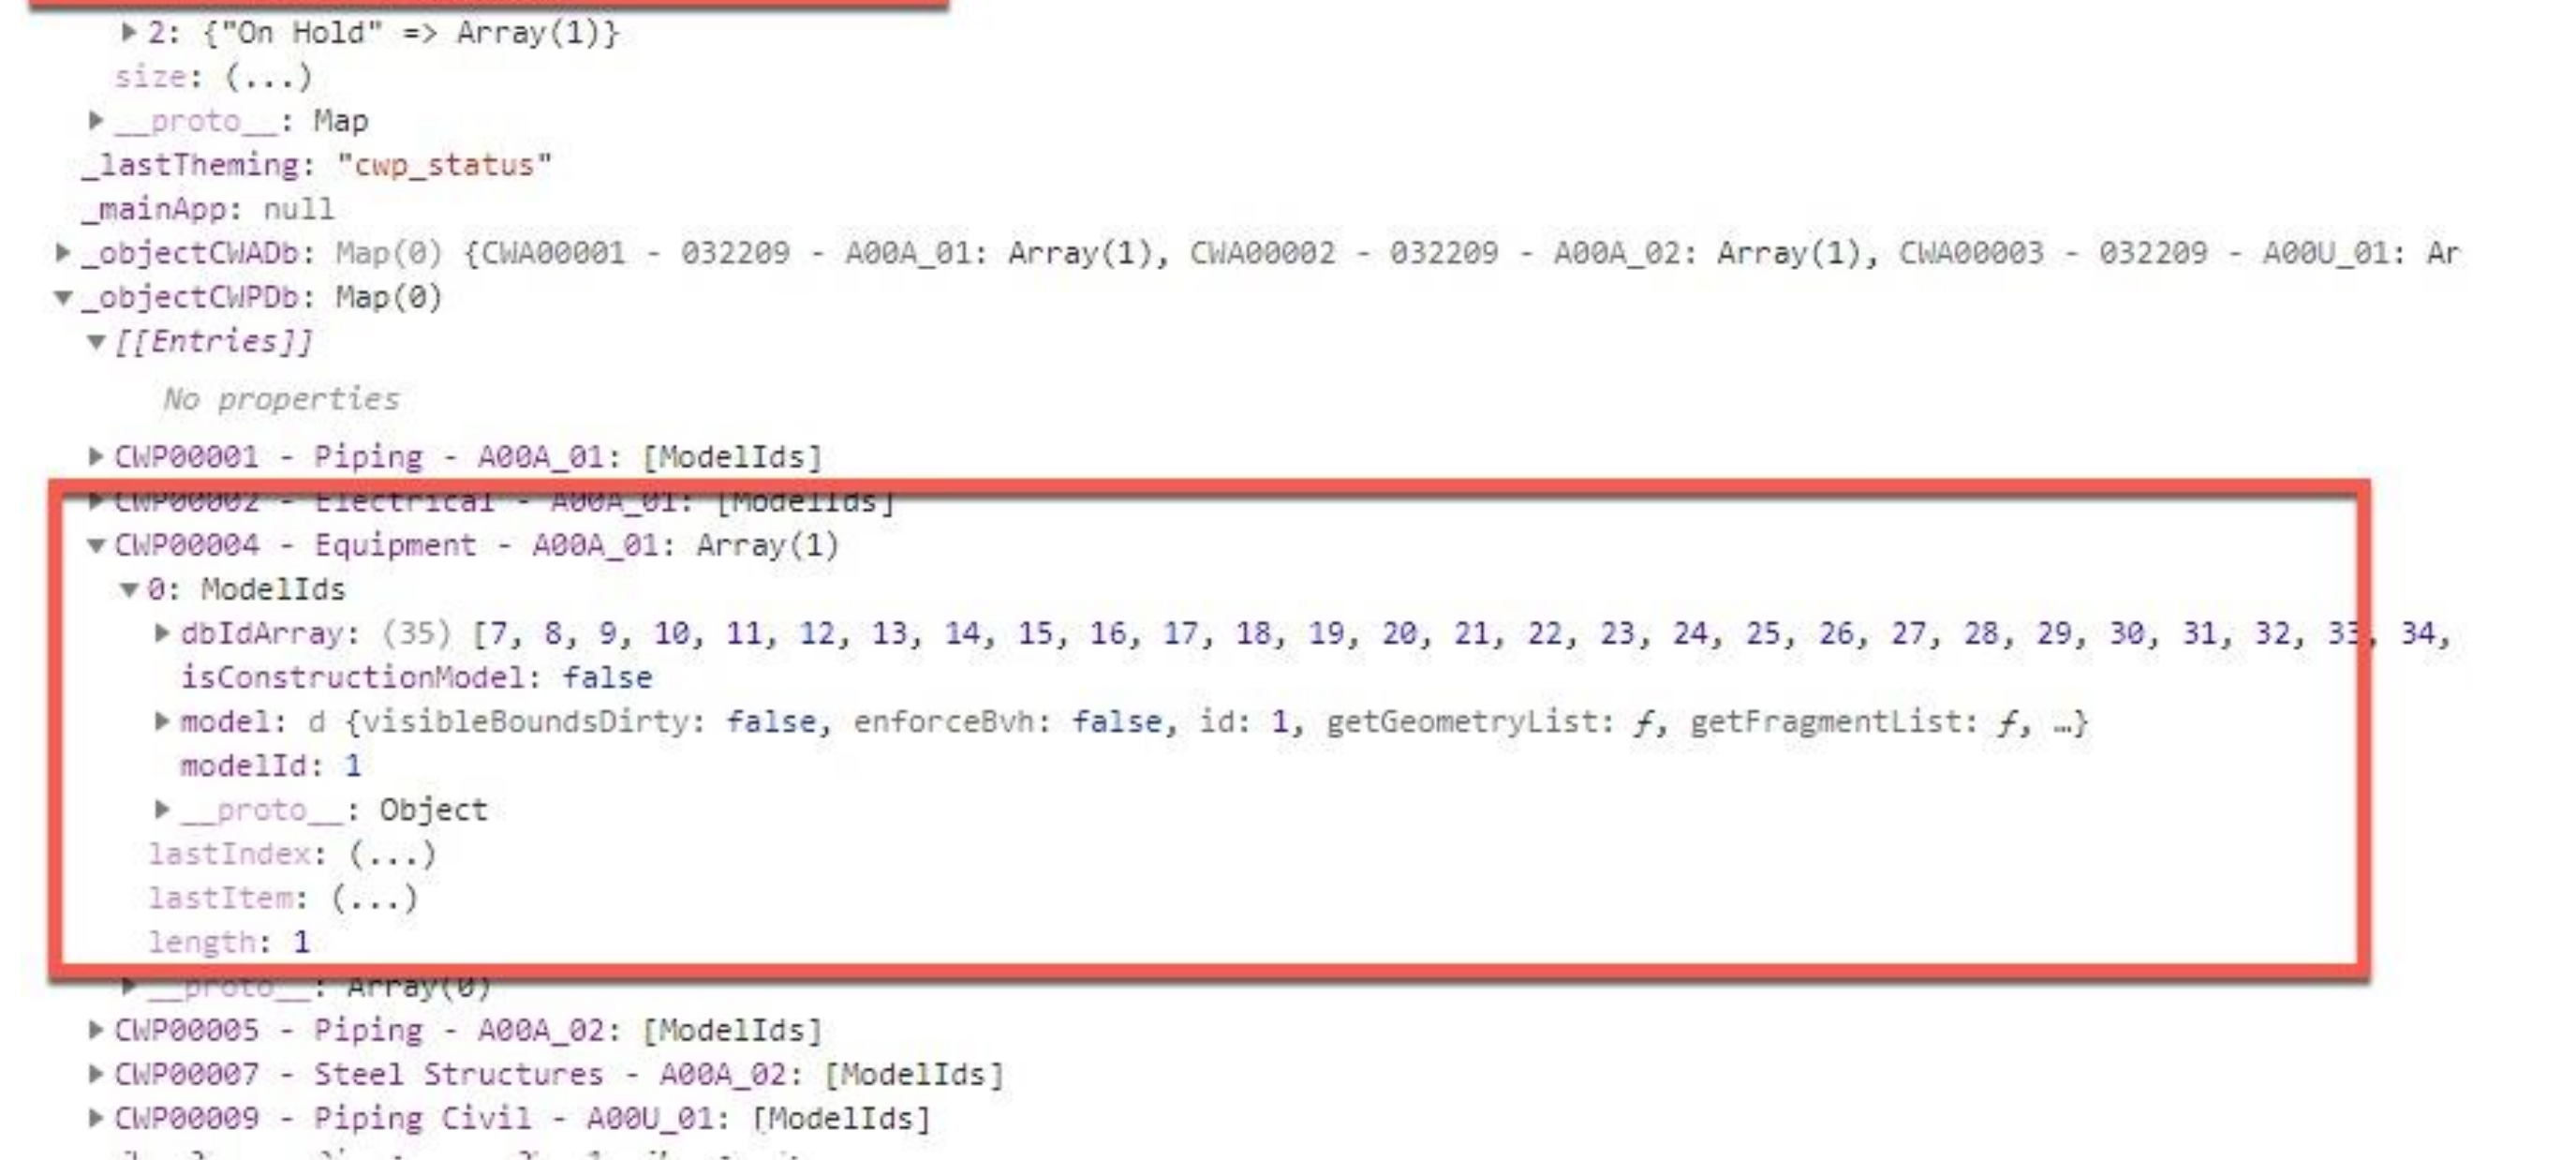 ▶ 2: {"On Hold" => Array(1)}
size: (...)
▶ __proto__: Map
_lastTheming: "cwp_status"
_mainApp: null
▶ _objectCWADb: Map(0) {CWA00001 - 032209 - A00A_01: Array(1), CWA00002 - 032209 - A00A_02: Array(1), CWA00003 - 032209 - A00U_01: Ar
▼ _objectCWPDb: Map(0)
▼ [[Entries]]
No properties
▶ CWP00001 - Piping - A00A_01: [ModelIds]
▶ CWP00002 - Electrical - A00A_01: [ModelIds]
▼ CWP00004 - Equipment - A00A_01: Array(1)
▼ 0: ModelIds
▶ dbIdArray: (35) [7, 8, 9, 10, 11, 12, 13, 14, 15, 16, 17, 18, 19, 20, 21, 22, 23, 24, 25, 26, 27, 28, 29, 30, 31, 32, 33, 34,
isConstructionModel: false
▶ model: d {visibleBoundsDirty: false, enforceBvh: false, id: 1, getGeometryList: ƒ, getFragmentList: ƒ, …}
modelId: 1
▶ __proto__: Object
lastIndex: (...)
lastItem: (...)
length: 1
▶ __proto__: Array(0)
▶ CWP00005 - Piping - A00A_02: [ModelIds]
▶ CWP00007 - Steel Structures - A00A_02: [ModelIds]
▶ CWP00009 - Piping Civil - A00U_01: [ModelIds]